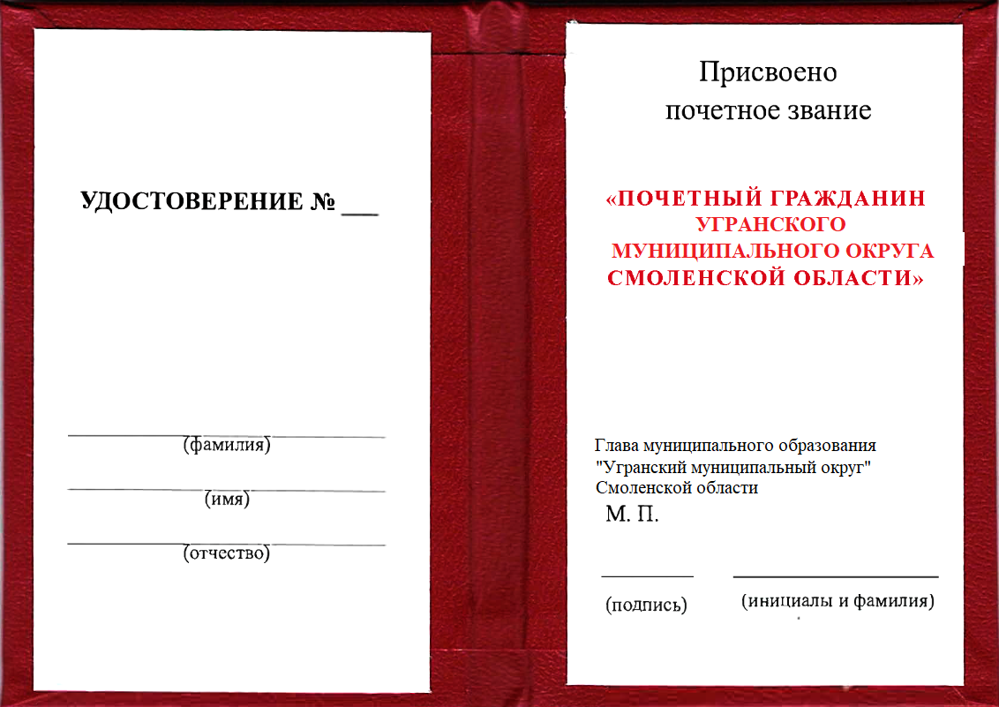 УДОСТОВЕРЕНИЕ № ___
(фамилия)
(имя)
(отчество)
Присвоено
почетное звание
«ПОЧЕТНЫЙ ГРАЖДАНИН
УГРАНСКОГО
МУНИЦИПАЛЬНОГО ОКРУГА
СМОЛЕНСКОЙ ОБЛАСТИ»
Глава муниципального образования
"Угранский муниципальный округ"
Смоленской области
М. П.
(подпись)
(инициалы и фамилия)